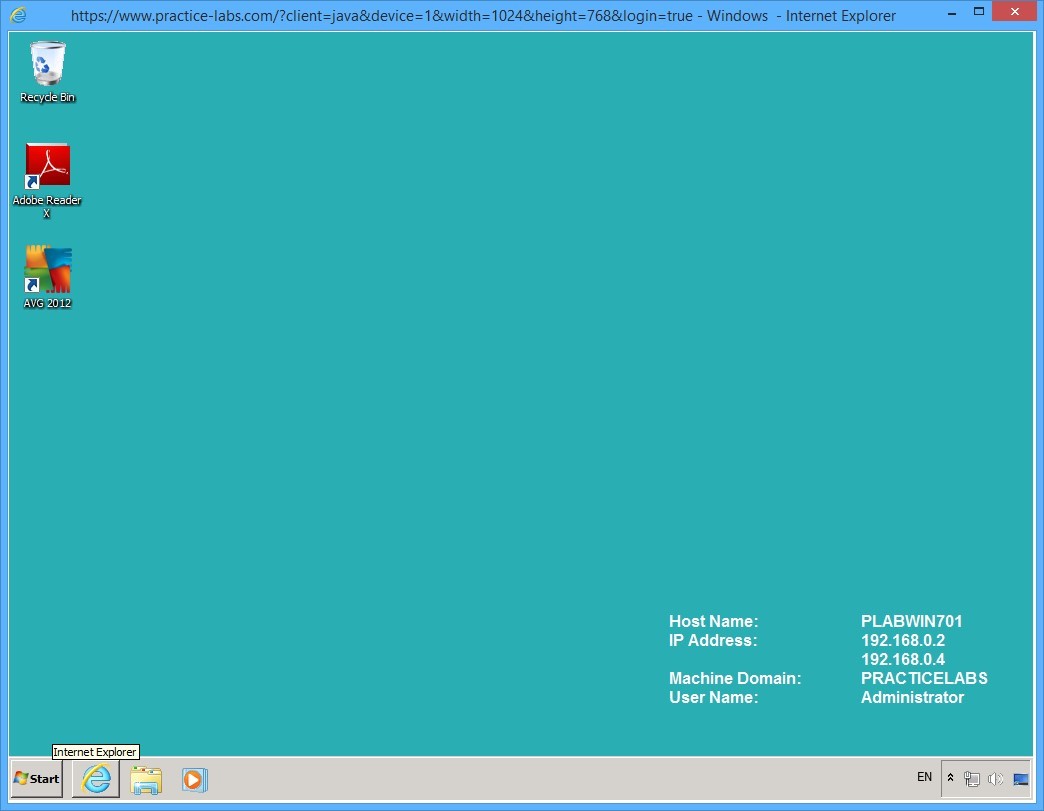 https://www.practice-labs.com/?client=java&device=1&width=1024&height=768&login=true - Windows - Internet Explorer
Recycle Bin
Adobe Reader
X
AVG 2012
Host Name: PLABWIN701
IP Address: 192.168.0.2
192.168.0.4
Machine Domain: PRACTICELABS
User Name: Administrator
Internet Explorer
Start
EN